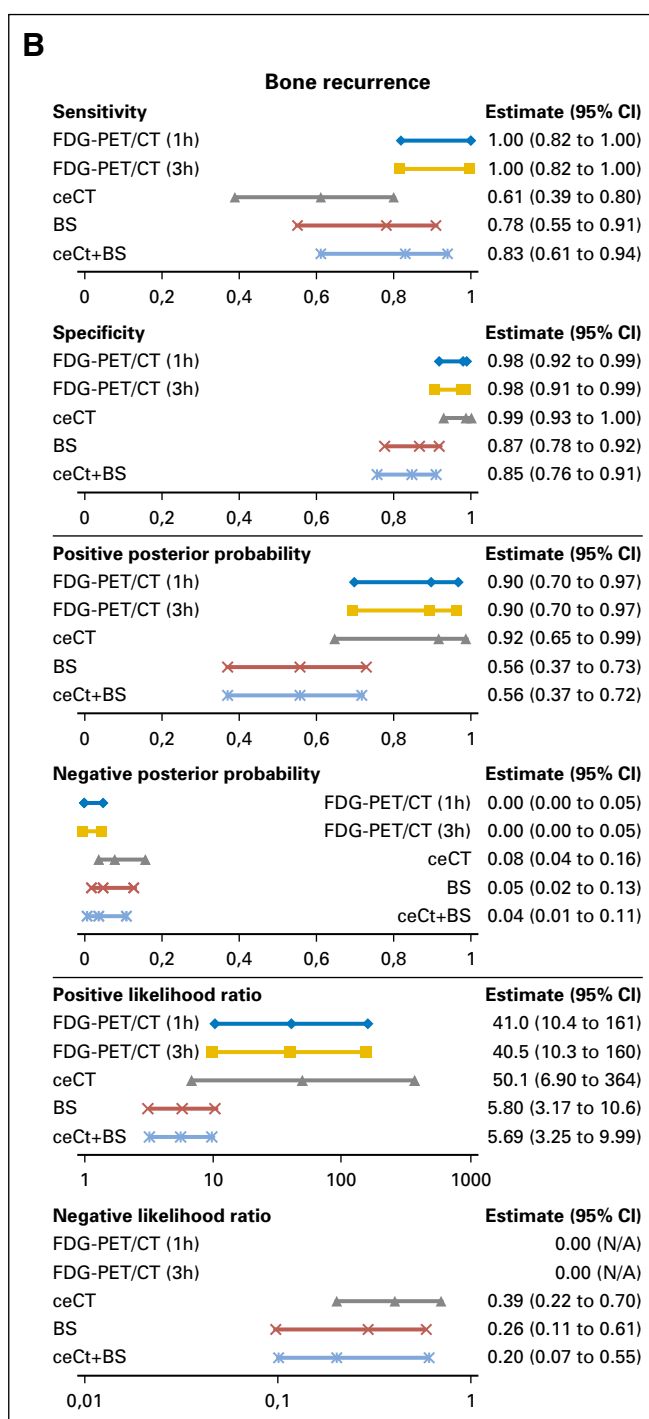 B
Bone recurrence
Sensitivity Estimate (95% CI)
FDG-PET/CT (1h) 1.00 (0.82 to 1.00)
FDG-PET/CT (3h) 1.00 (0.82 to 1.00)
ceCT 0.61 (0.39 to 0.80)
BS 0.78 (0.55 to 0.91)
ceCt+BS 0.83 (0.61 to 0.94)
0 0,2 0,4 0,6 0,8 1
Specificity Estimate (95% CI)
FDG-PET/CT (1h) 0.98 (0.92 to 0.99)
FDG-PET/CT (3h) 0.98 (0.91 to 0.99)
ceCT 0.99 (0.93 to 1.00)
BS 0.87 (0.78 to 0.92)
ceCt+BS 0.85 (0.76 to 0.91)
0 0,2 0,4 0,6 0,8 1
Positive posterior probability Estimate (95% CI)
FDG-PET/CT (1h) 0.90 (0.70 to 0.97)
FDG-PET/CT (3h) 0.90 (0.70 to 0.97)
ceCT 0.92 (0.65 to 0.99)
BS 0.56 (0.37 to 0.73)
ceCt+BS 0.56 (0.37 to 0.72)
0 0,2 0,4 0,6 0,8 1
Negative posterior probability Estimate (95% CI)
FDG-PET/CT (1h) 0.00 (0.00 to 0.05)
FDG-PET/CT (3h) 0.00 (0.00 to 0.05)
ceCT 0.08 (0.04 to 0.16)
BS 0.05 (0.02 to 0.13)
ceCt+BS 0.04 (0.01 to 0.11)
0 0,2 0,4 0,6 0,8 1
Positive likelihood ratio Estimate (95% CI)
FDG-PET/CT (1h) 41.0 (10.4 to 161)
FDG-PET/CT (3h) 40.5 (10.3 to 160)
ceCT 50.1 (6.90 to 364)
BS 5.80 (3.17 to 10.6)
ceCt+BS 5.69 (3.25 to 9.99)
1 10 100 1000
Negative likelihood ratio Estimate (95% CI)
FDG-PET/CT (1h) 0.00 (N/A)
FDG-PET/CT (3h) 0.00 (N/A)
ceCT 0.39 (0.22 to 0.70)
BS 0.26 (0.11 to 0.61)
ceCt+BS 0.20 (0.07 to 0.55)
0,01 0,1 1